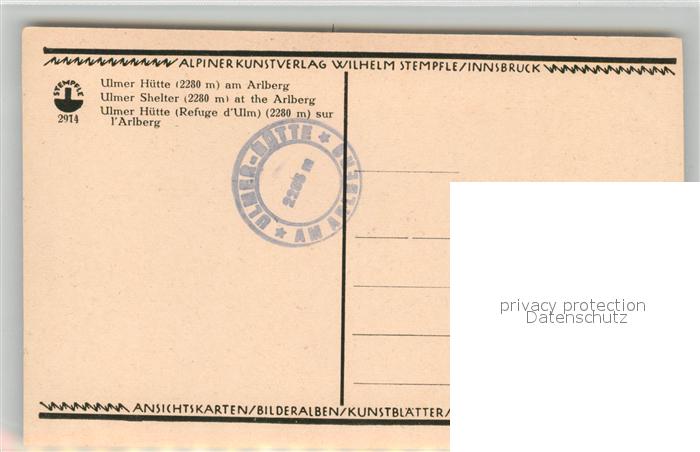 ALPINER KUNSTVERLAG WILHELM STEMPFLE/INNSBRUCK
STEMPFLE
2914
Ulmer Hütte (2280 m) am Arlberg
Ulmer Shelter (2280 m) at the Arlberg
Ulmer Hütte (Refuge d'Ulm) (2280 m) sur
l'Arlberg
ULMER-HÜTTE ★ AM ARLBERG ★
2285 m
privacy protection
Datenschutz
ANSICHTSKARTEN/BILDERALBEN/KUNSTBLÄTTER/